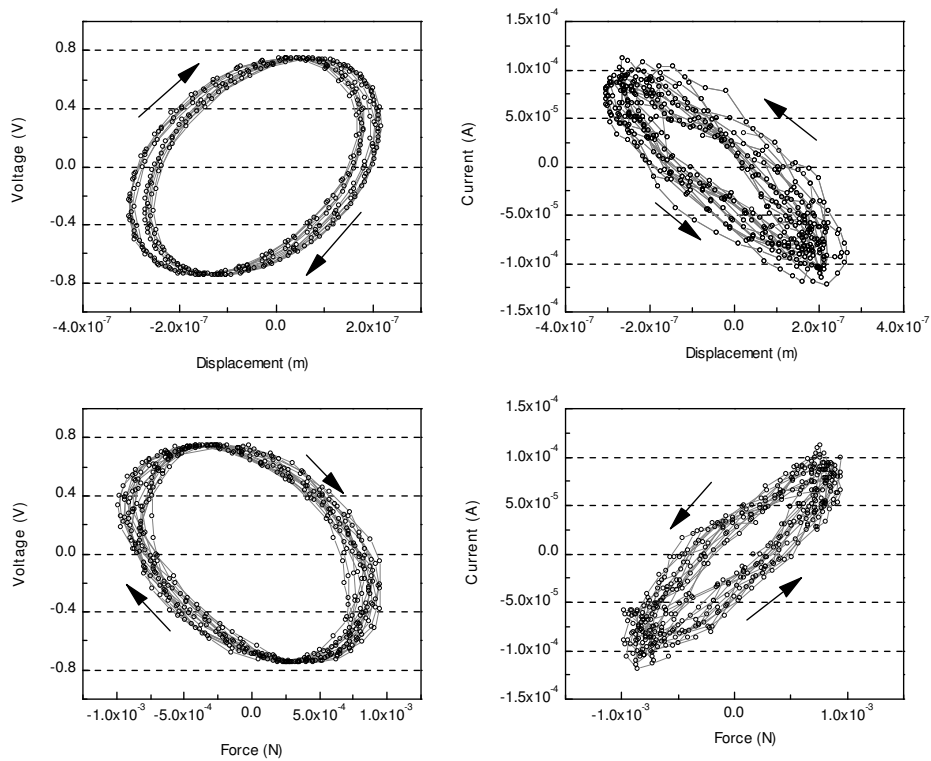 0.8
0.4
0.0
-0.4
-0.8
Voltage (V)
-4.0x10⁻⁷ -2.0x10⁻⁷ 0.0 2.0x10⁻⁷
Displacement (m)
1.5x10⁻⁴
1.0x10⁻⁴
5.0x10⁻⁵
0.0
-5.0x10⁻⁵
-1.0x10⁻⁴
-1.5x10⁻⁴
Current (A)
-4.0x10⁻⁷ -2.0x10⁻⁷ 0.0 2.0x10⁻⁷ 4.0x10⁻⁷
Displacement (m)
0.8
0.4
0.0
-0.4
-0.8
Voltage (V)
-1.0x10⁻³ -5.0x10⁻⁴ 0.0 5.0x10⁻⁴ 1.0x10⁻³
Force (N)
1.5x10⁻⁴
1.0x10⁻⁴
5.0x10⁻⁵
0.0
-5.0x10⁻⁵
-1.0x10⁻⁴
-1.5x10⁻⁴
Current (A)
-1.0x10⁻³ 0.0 1.0x10⁻³
Force (N)